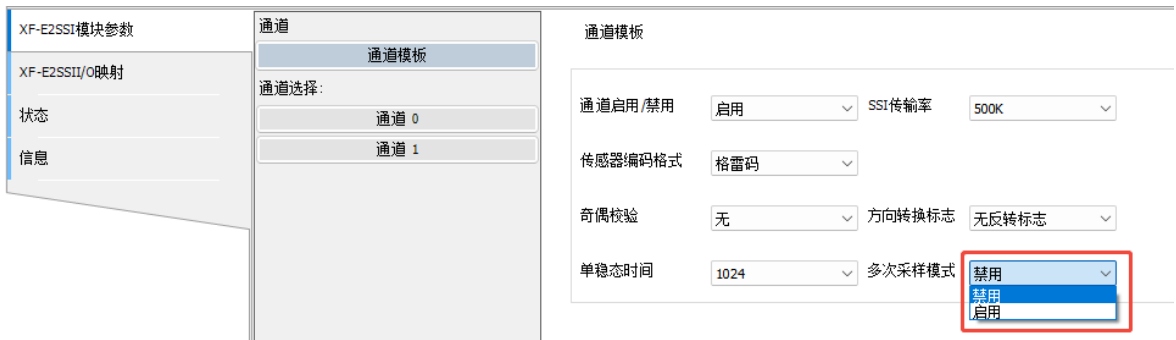 XF-E2SSI模块参数
XF-E2SSII/O映射
状态
信息
通道
通道模板
通道选择:
通道 0
通道 1
通道模板
通道启用/禁用 启用 SSI传输率 500K
传感器编码格式 格雷码
奇偶校验 无 方向转换标志 无反转标志
单稳态时间 1024 多次采样模式 禁用
禁用
启用